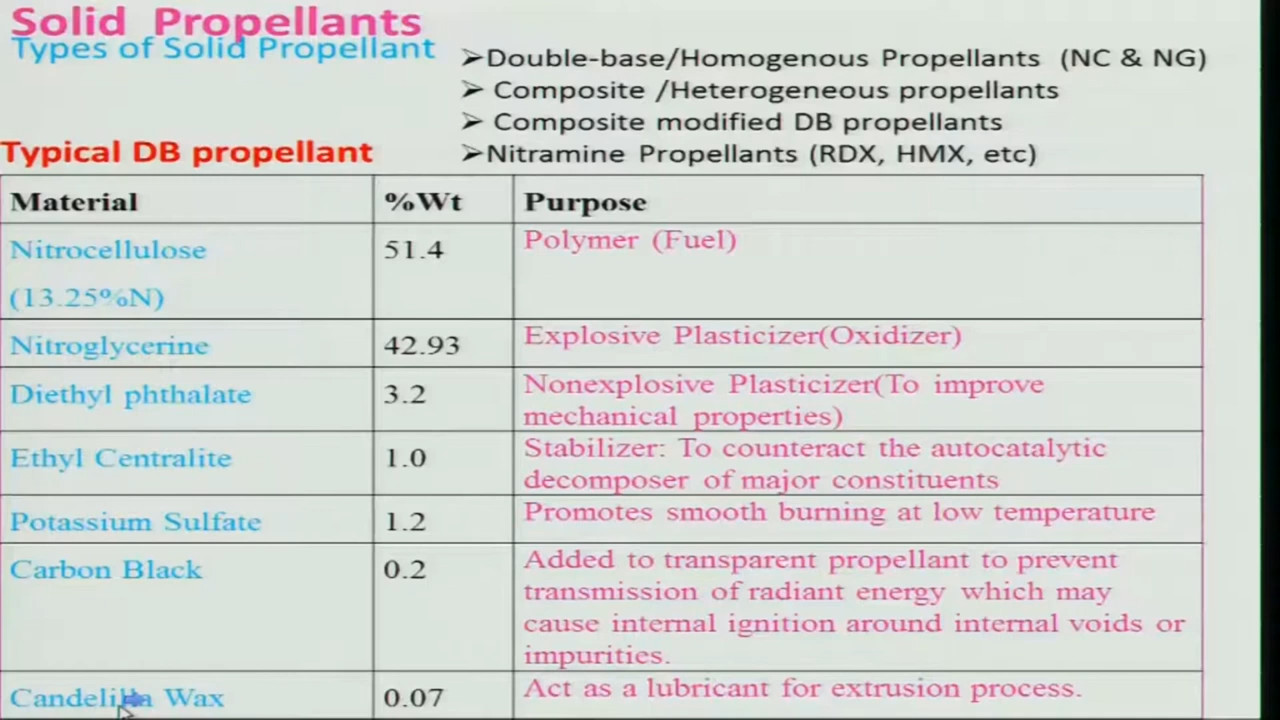 Solid Propellants
Types of Solid Propellant
➢Double-base/Homogenous Propellants (NC & NG)
➢ Composite /Heterogeneous propellants
➢ Composite modified DB propellants
➢Nitramine Propellants (RDX, HMX, etc)
Typical DB propellant
Material %Wt Purpose
Nitrocellulose 51.4 Polymer (Fuel)
(13.25%N)
Nitroglycerine 42.93 Explosive Plasticizer(Oxidizer)
Diethyl phthalate 3.2 Nonexplosive Plasticizer(To improve
mechanical properties)
Ethyl Centralite 1.0 Stabilizer: To counteract the autocatalytic
decomposer of major constituents
Potassium Sulfate 1.2 Promotes smooth burning at low temperature
Carbon Black 0.2 Added to transparent propellant to prevent
transmission of radiant energy which may
cause internal ignition around internal voids or
impurities.
Candelilla Wax 0.07 Act as a lubricant for extrusion process.